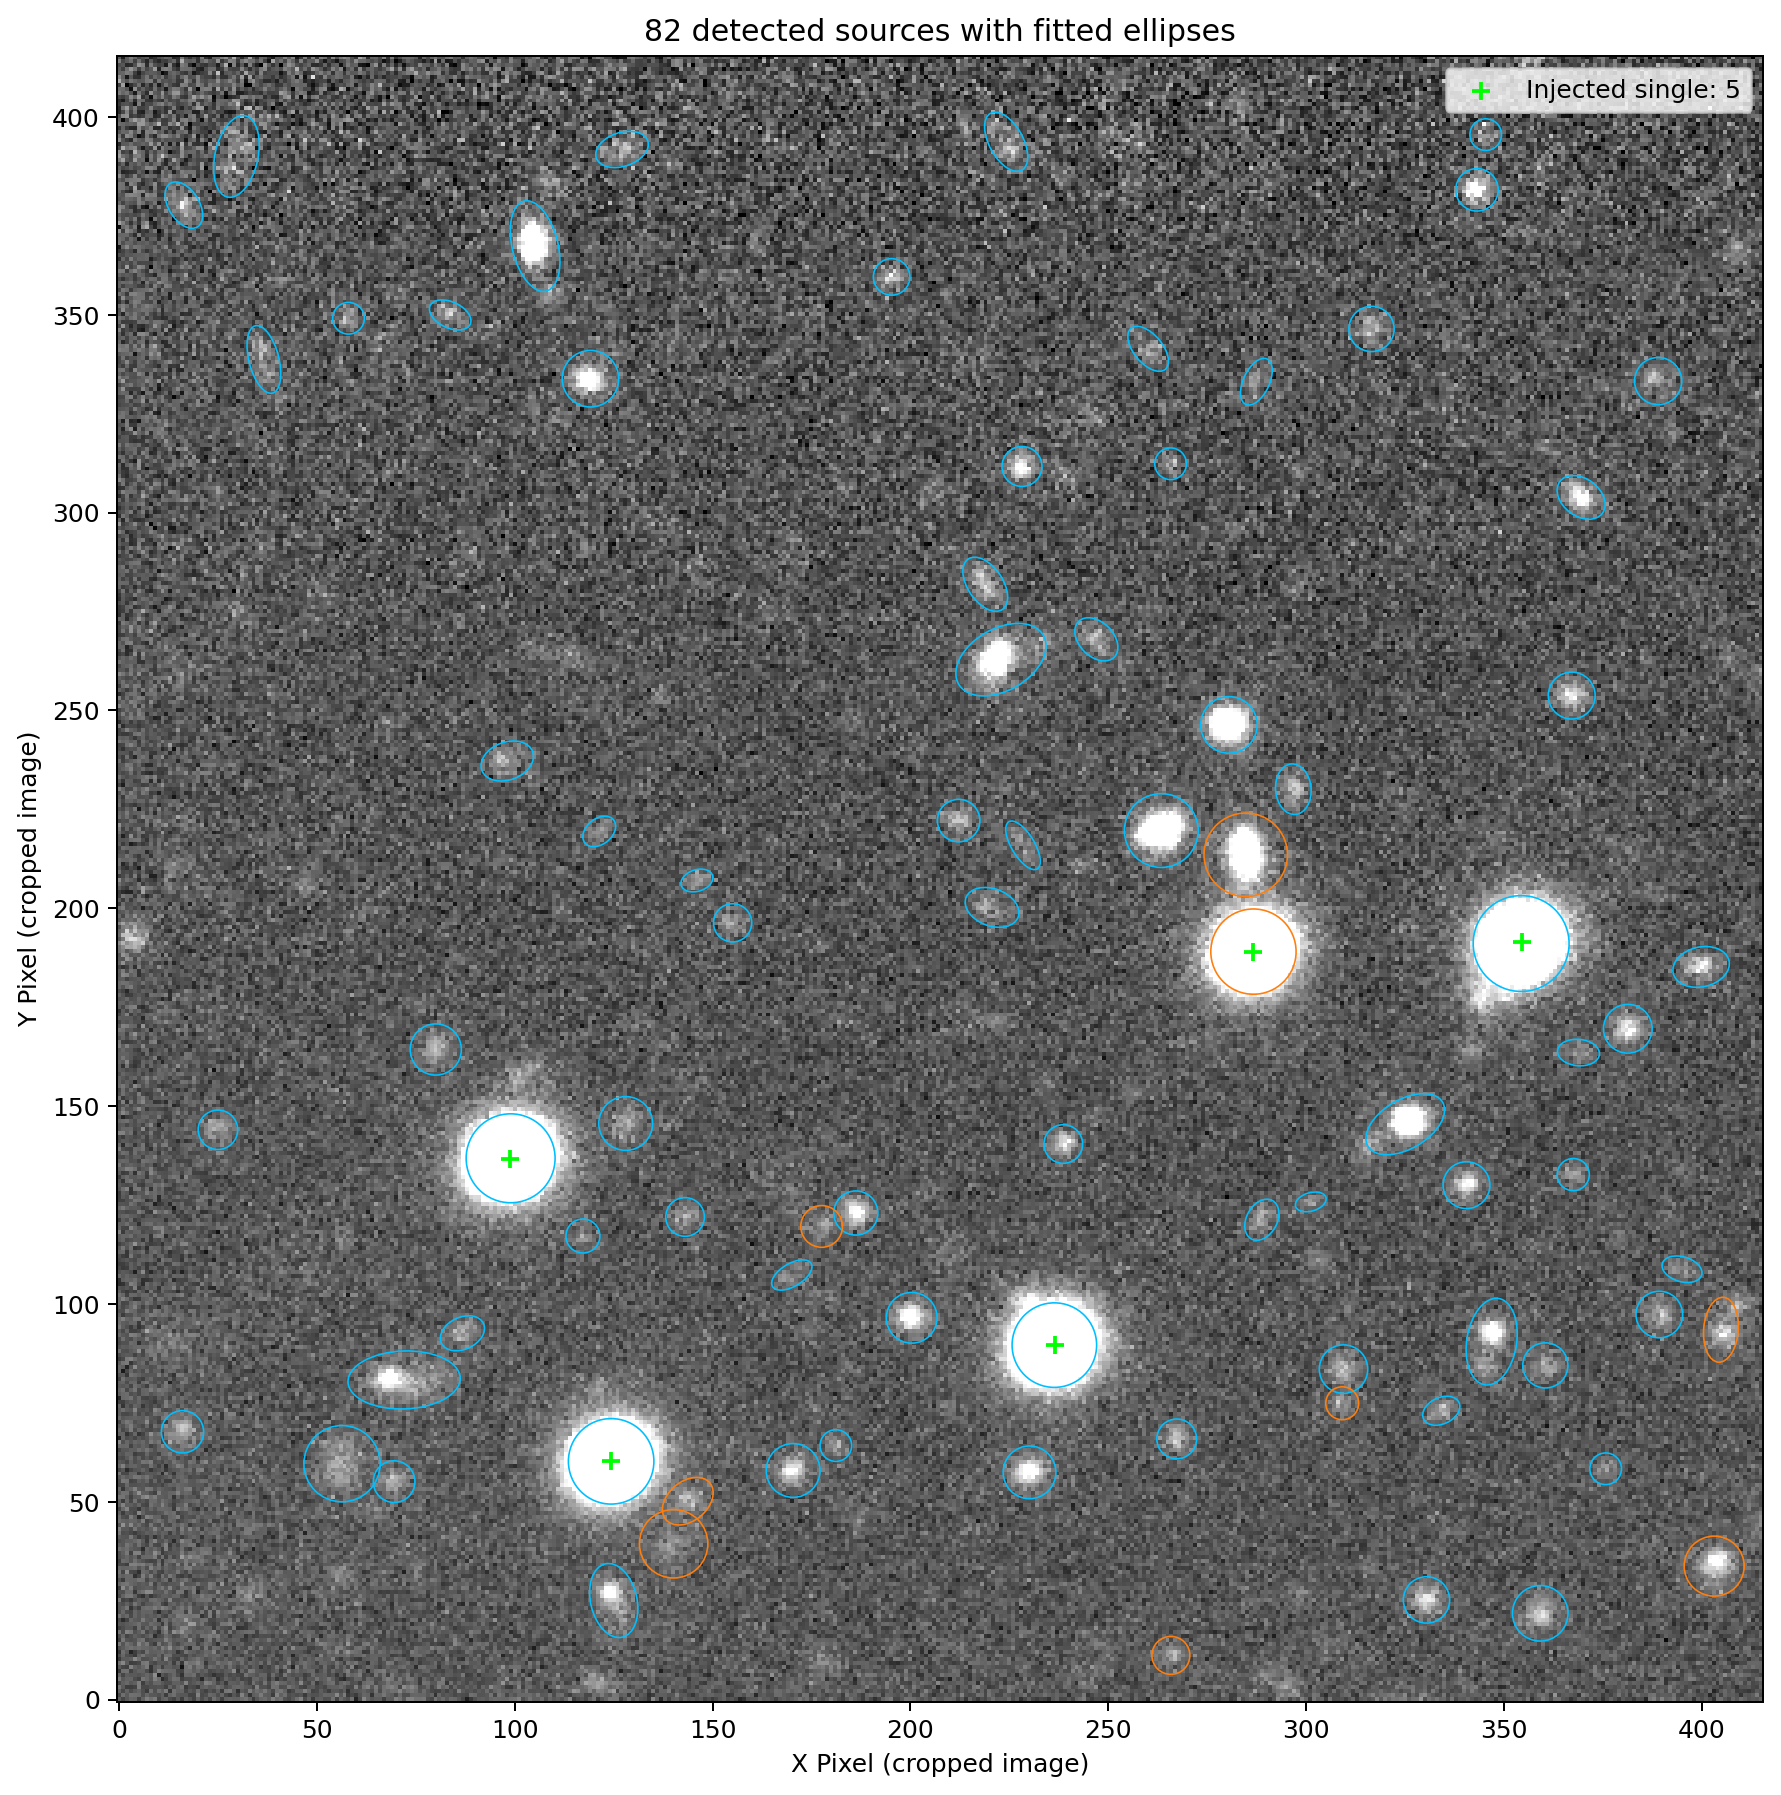 82 detected sources with fitted ellipses
Injected single: 5
400
350
300
250
200
150
100
50
0
Y Pixel (cropped image)
0 50 100 150 200 250 300 350 400
X Pixel (cropped image)